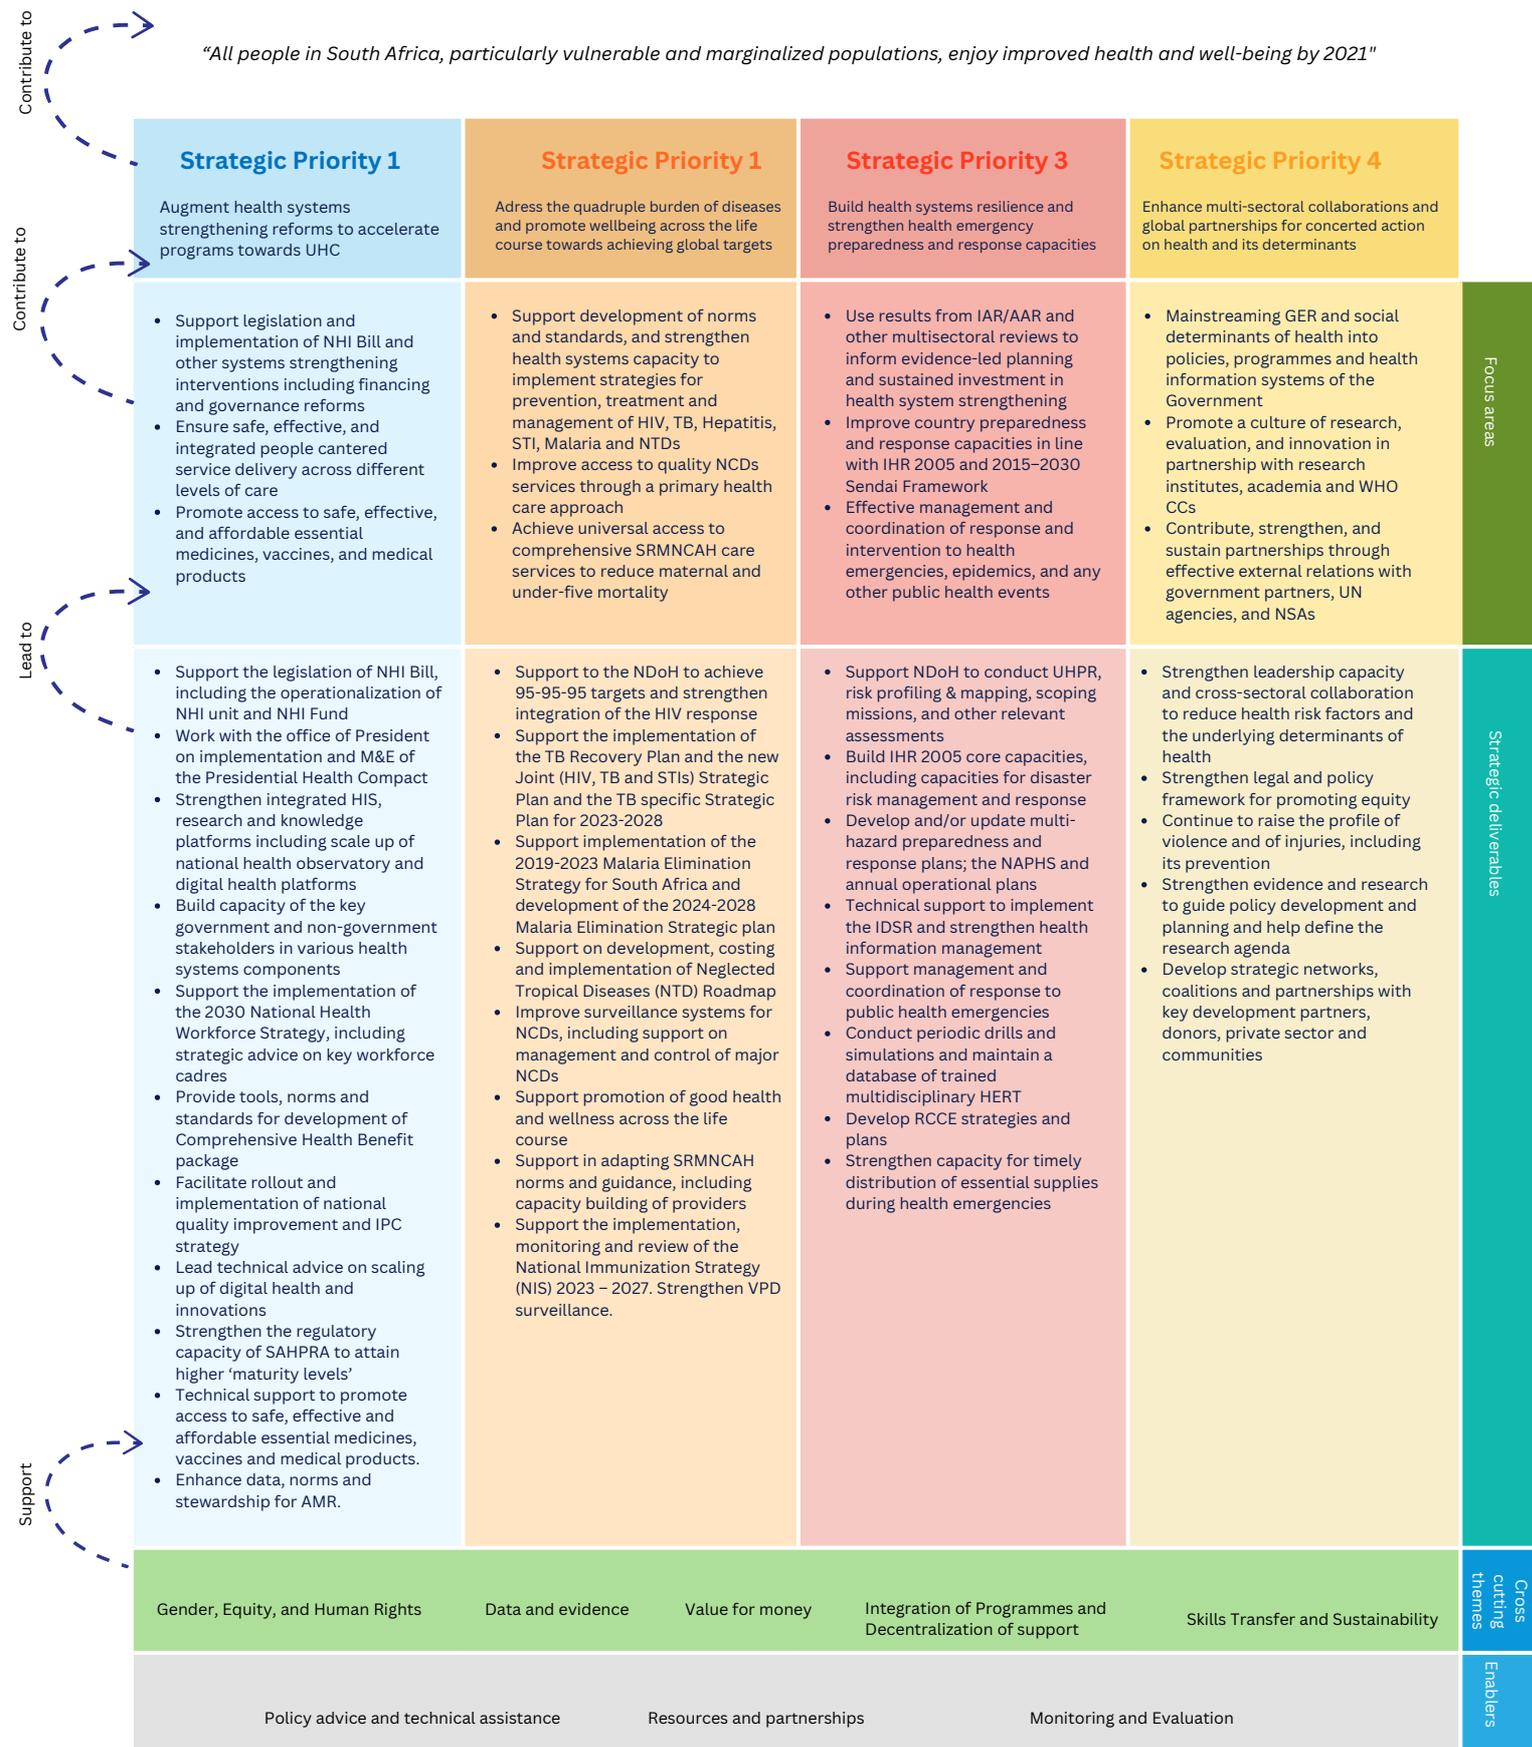 Contribute to
“All people in South Africa, particularly vulnerable and marginalized populations, enjoy improved health and well-being by 2021"
Strategic Priority 1
Augment health systems
strengthening reforms to accelerate
programs towards UHC
Strategic Priority 1
Adress the quadruple burden of diseases
and promote wellbeing across the life
course towards achieving global targets
Strategic Priority 3
Build health systems resilience and
strengthen health emergency
preparedness and response capacities
Strategic Priority 4
Enhance multi-sectoral collaborations and
global partnerships for concerted action
on health and its determinants
Contribute to
• Support legislation and
implementation of NHI Bill and
other systems strengthening
interventions including financing
and governance reforms
• Ensure safe, effective, and
integrated people cantered
service delivery across different
levels of care
• Promote access to safe, effective,
and affordable essential
medicines, vaccines, and medical
products
• Support development of norms
and standards, and strengthen
health systems capacity to
implement strategies for
prevention, treatment and
management of HIV, TB, Hepatitis,
STI, Malaria and NTDs
• Improve access to quality NCDs
services through a primary health
care approach
• Achieve universal access to
comprehensive SRMNCAH care
services to reduce maternal and
under-five mortality
• Use results from IAR/AAR and
other multisectoral reviews to
inform evidence-led planning
and sustained investment in
health system strengthening
• Improve country preparedness
and response capacities in line
with IHR 2005 and 2015–2030
Sendai Framework
• Effective management and
coordination of response and
intervention to health
emergencies, epidemics, and any
other public health events
• Mainstreaming GER and social
determinants of health into
policies, programmes and health
information systems of the
Government
• Promote a culture of research,
evaluation, and innovation in
partnership with research
institutes, academia and WHO
CCs
• Contribute, strengthen, and
sustain partnerships through
effective external relations with
government partners, UN
agencies, and NSAs
Focus areas
Lead to
• Support the legislation of NHI Bill,
including the operationalization of
NHI unit and NHI Fund
• Work with the office of President
on implementation and M&E of
the Presidential Health Compact
• Strengthen integrated HIS,
research and knowledge
platforms including scale up of
national health observatory and
digital health platforms
• Build capacity of the key
government and non-government
stakeholders in various health
systems components
• Support the implementation of
the 2030 National Health
Workforce Strategy, including
strategic advice on key workforce
cadres
• Provide tools, norms and
standards for development of
Comprehensive Health Benefit
package
• Facilitate rollout and
implementation of national
quality improvement and IPC
strategy
• Lead technical advice on scaling
up of digital health and
innovations
• Strengthen the regulatory
capacity of SAHPRA to attain
higher ‘maturity levels’
• Technical support to promote
access to safe, effective and
affordable essential medicines,
vaccines and medical products.
• Enhance data, norms and
stewardship for AMR.
• Support to the NDoH to achieve
95-95-95 targets and strengthen
integration of the HIV response
• Support the implementation of
the TB Recovery Plan and the new
Joint (HIV, TB and STIs) Strategic
Plan and the TB specific Strategic
Plan for 2023-2028
• Support implementation of the
2019-2023 Malaria Elimination
Strategy for South Africa and
development of the 2024-2028
Malaria Elimination Strategic plan
• Support on development, costing
and implementation of Neglected
Tropical Diseases (NTD) Roadmap
• Improve surveillance systems for
NCDs, including support on
management and control of major
NCDs
• Support promotion of good health
and wellness across the life
course
• Support in adapting SRMNCAH
norms and guidance, including
capacity building of providers
• Support the implementation,
monitoring and review of the
National Immunization Strategy
(NIS) 2023 – 2027. Strengthen VPD
surveillance.
• Support NDoH to conduct UHPR,
risk profiling & mapping, scoping
missions, and other relevant
assessments
• Build IHR 2005 core capacities,
including capacities for disaster
risk management and response
• Develop and/or update multi-
hazard preparedness and
response plans; the NAPHS and
annual operational plans
• Technical support to implement
the IDSR and strengthen health
information management
• Support management and
coordination of response to
public health emergencies
• Conduct periodic drills and
simulations and maintain a
database of trained
multidisciplinary HERT
• Develop RCCE strategies and
plans
• Strengthen capacity for timely
distribution of essential supplies
during health emergencies
• Strengthen leadership capacity
and cross-sectoral collaboration
to reduce health risk factors and
the underlying determinants of
health
• Strengthen legal and policy
framework for promoting equity
• Continue to raise the profile of
violence and of injuries, including
its prevention
• Strengthen evidence and research
to guide policy development and
planning and help define the
research agenda
• Develop strategic networks,
coalitions and partnerships with
key development partners,
donors, private sector and
communities
Strategic deliverables
Support
Gender, Equity, and Human Rights
Data and evidence
Value for money
Integration of Programmes and
Decentralization of support
Skills Transfer and Sustainability
Cross
cutting
themes
Policy advice and technical assistance
Resources and partnerships
Monitoring and Evaluation
Enablers